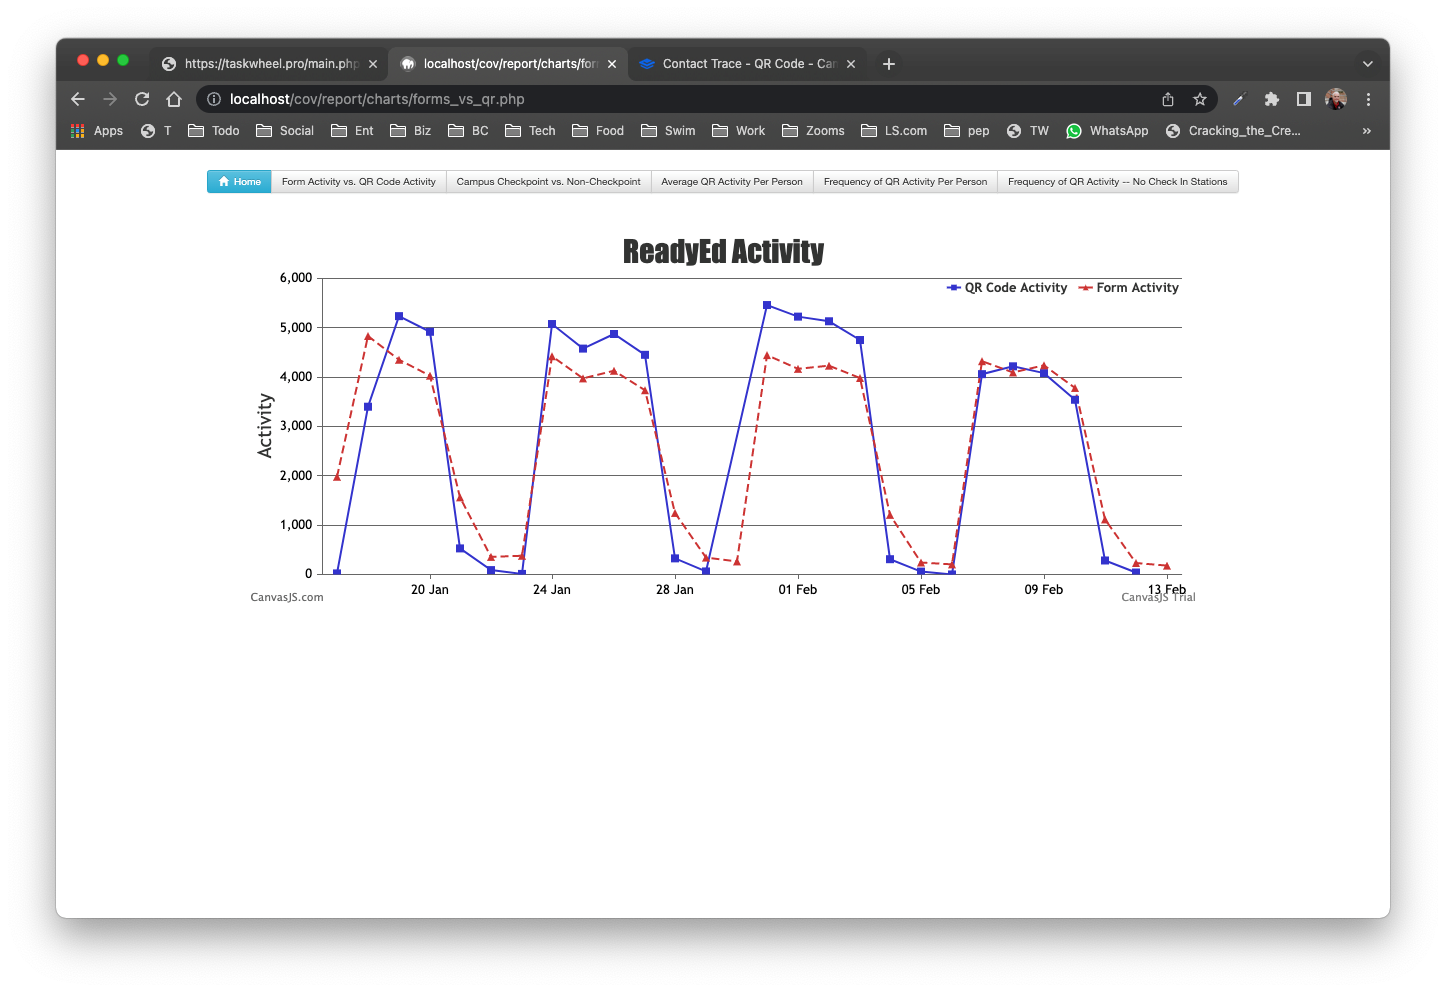 https://taskwheel.pro/main.php
localhost/cov/report/charts/for
Contact Trace - QR Code - Can
localhost/cov/report/charts/forms_vs_qr.php
Apps T Todo Social Ent Biz BC Tech Food Swim Work Zooms LS.com pep TW WhatsApp Cracking_the_Cre... »
Home Form Activity vs. QR Code Activity Campus Checkpoint vs. Non-Checkpoint Average QR Activity Per Person Frequency of QR Activity Per Person Frequency of QR Activity -- No Check In Stations
ReadyEd Activity
QR Code Activity Form Activity
Activity
6,000
5,000
4,000
3,000
2,000
1,000
0
20 Jan 24 Jan 28 Jan 01 Feb 05 Feb 09 Feb 13 Feb
CanvasJS.com CanvasJS Trial